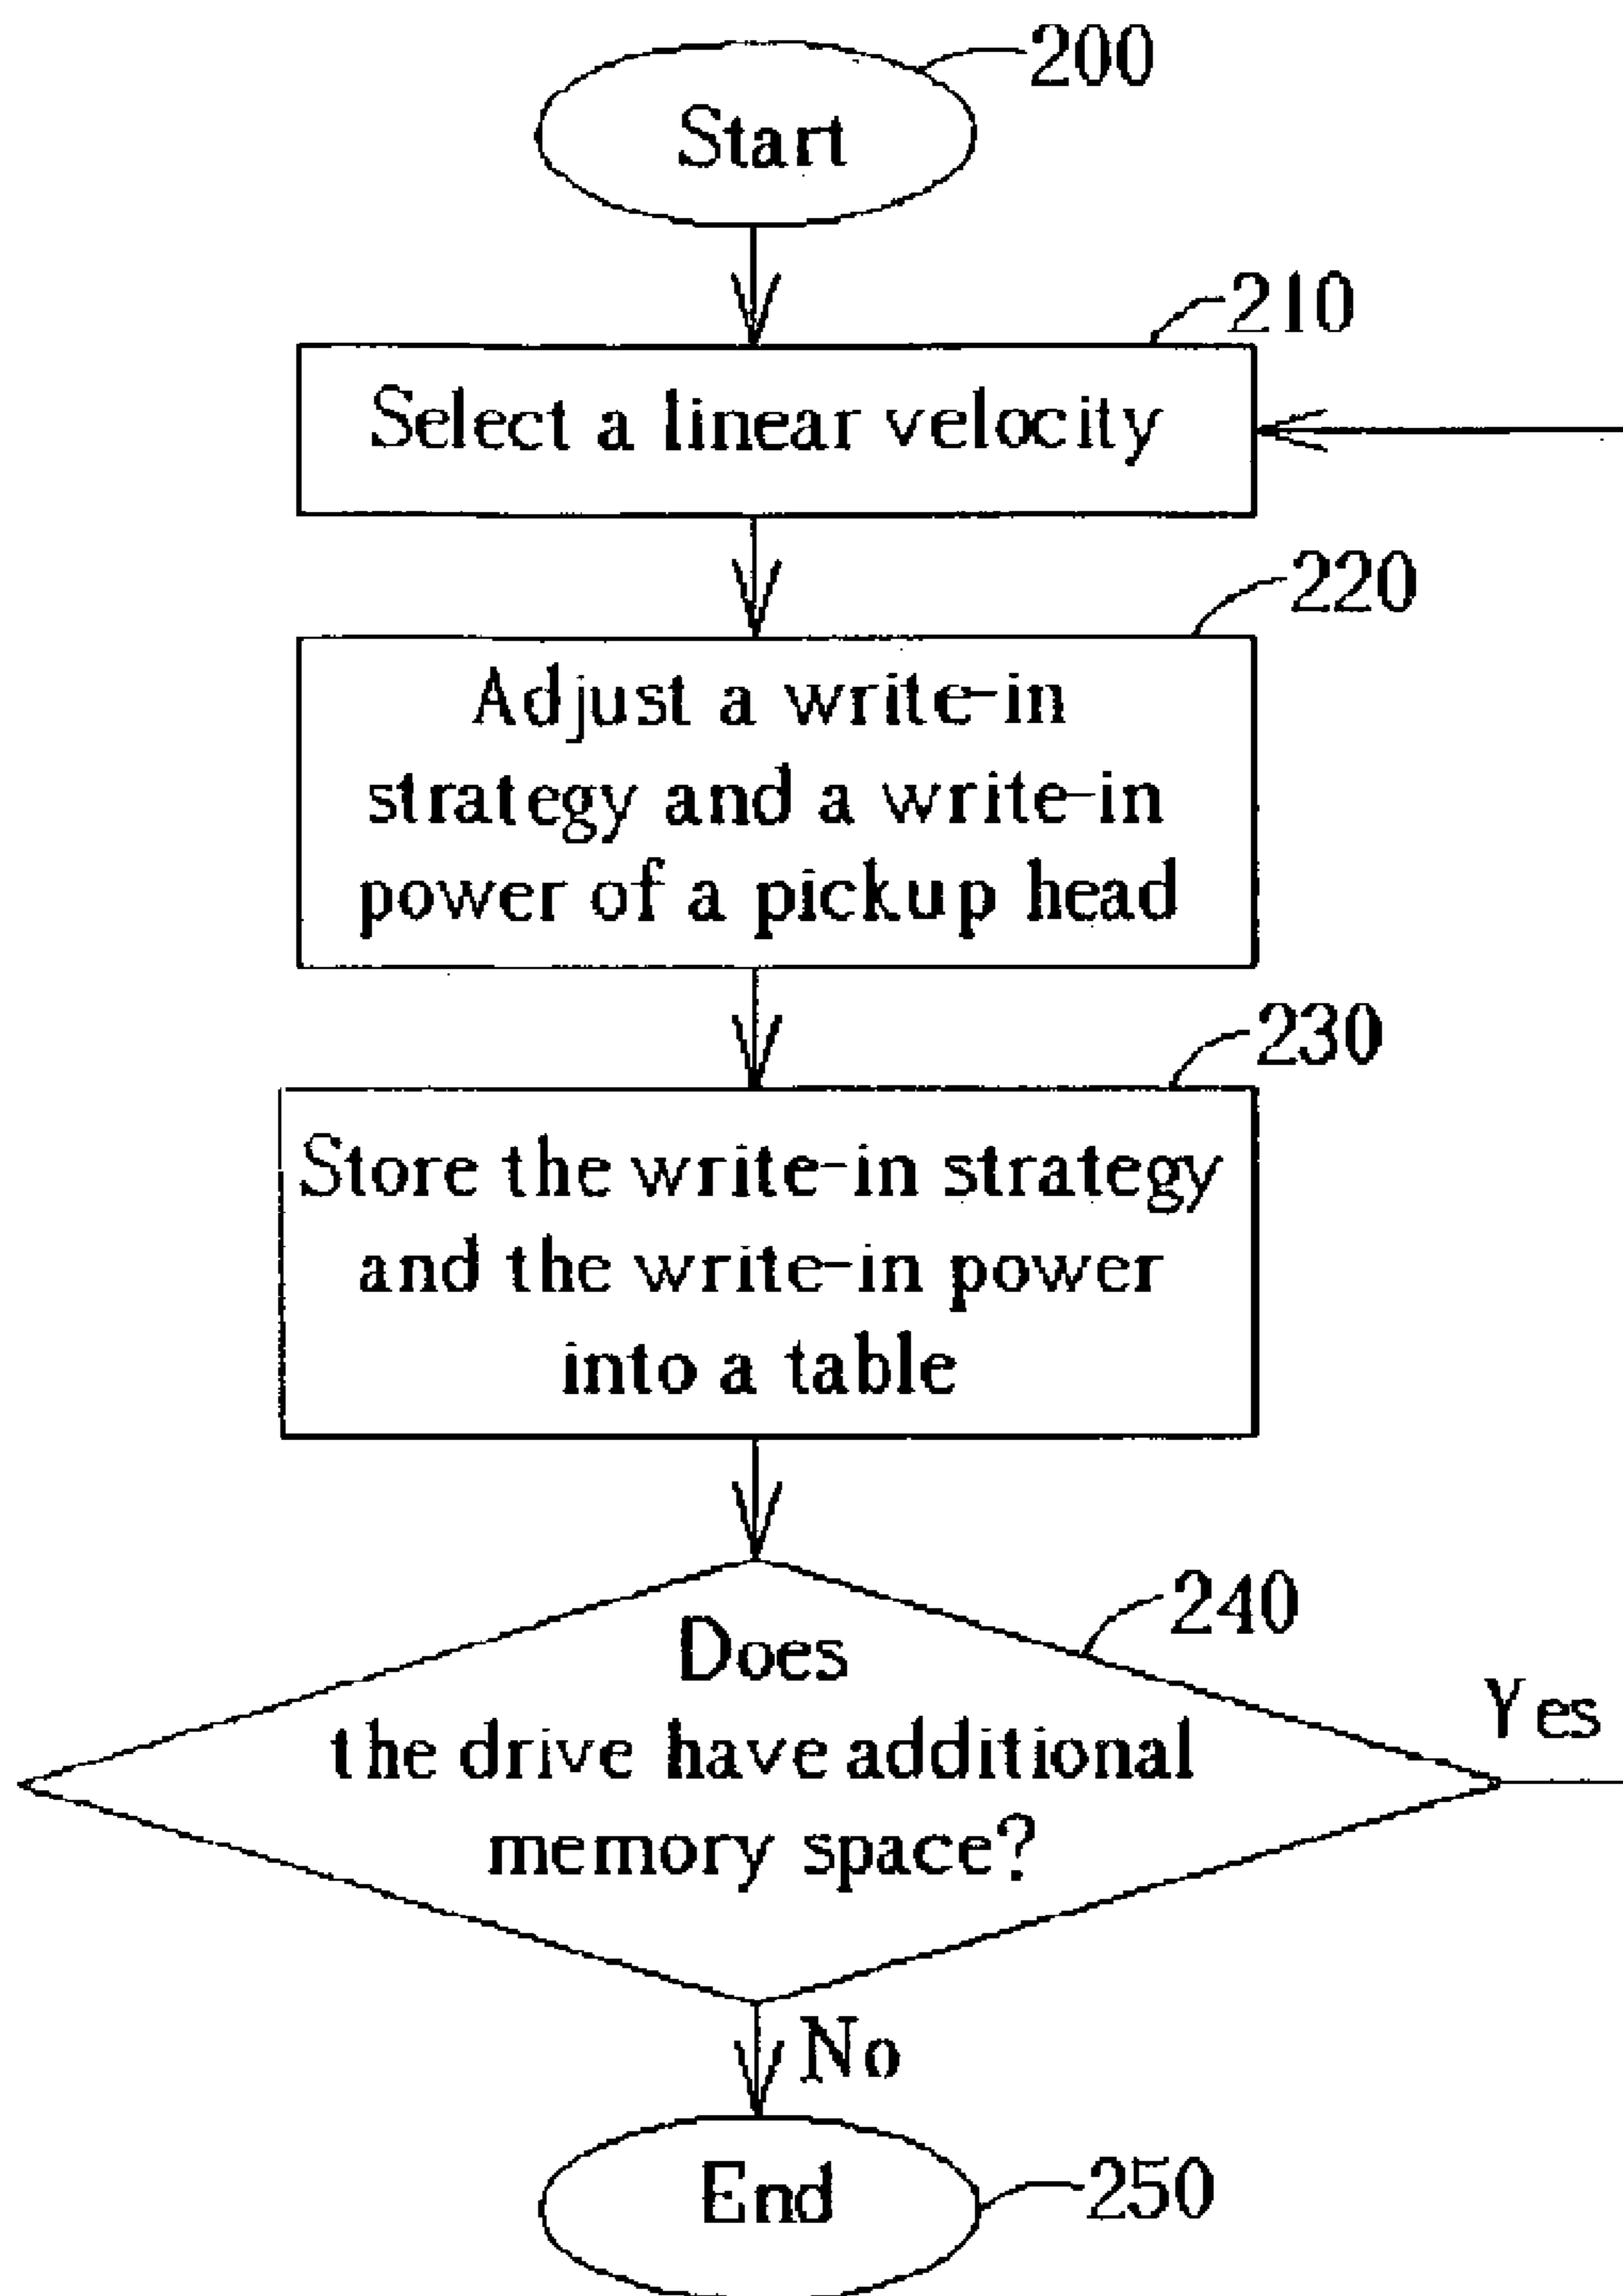 200
Start
210
Select a linear velocity
220
Adjust a write-in
strategy and a write-in
power of a pickup head
230
Store the write-in strategy
and the write-in power
into a table
240
Does
the drive have additional
memory space?
Yes
No
End
250